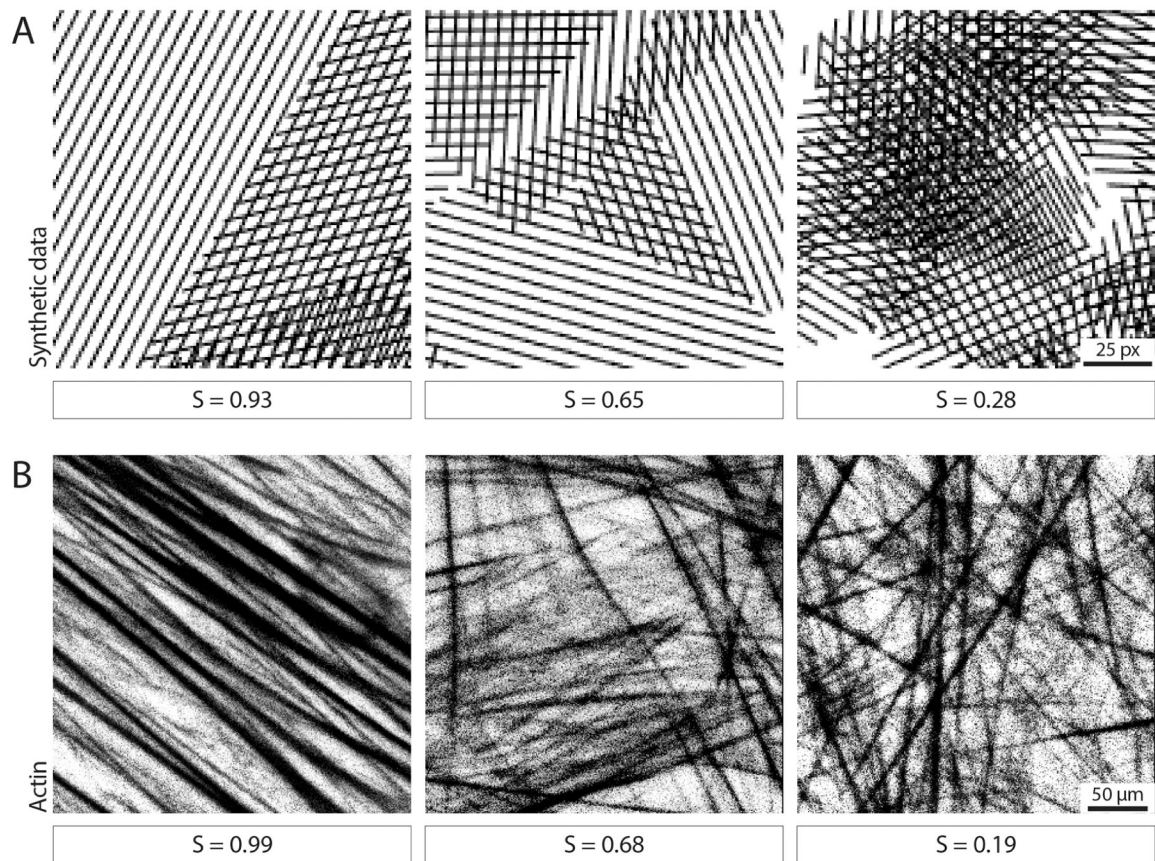 A
Synthetic data
25 px
S = 0.93
S = 0.65
S = 0.28
B
Actin
50 µm
S = 0.99
S = 0.68
S = 0.19